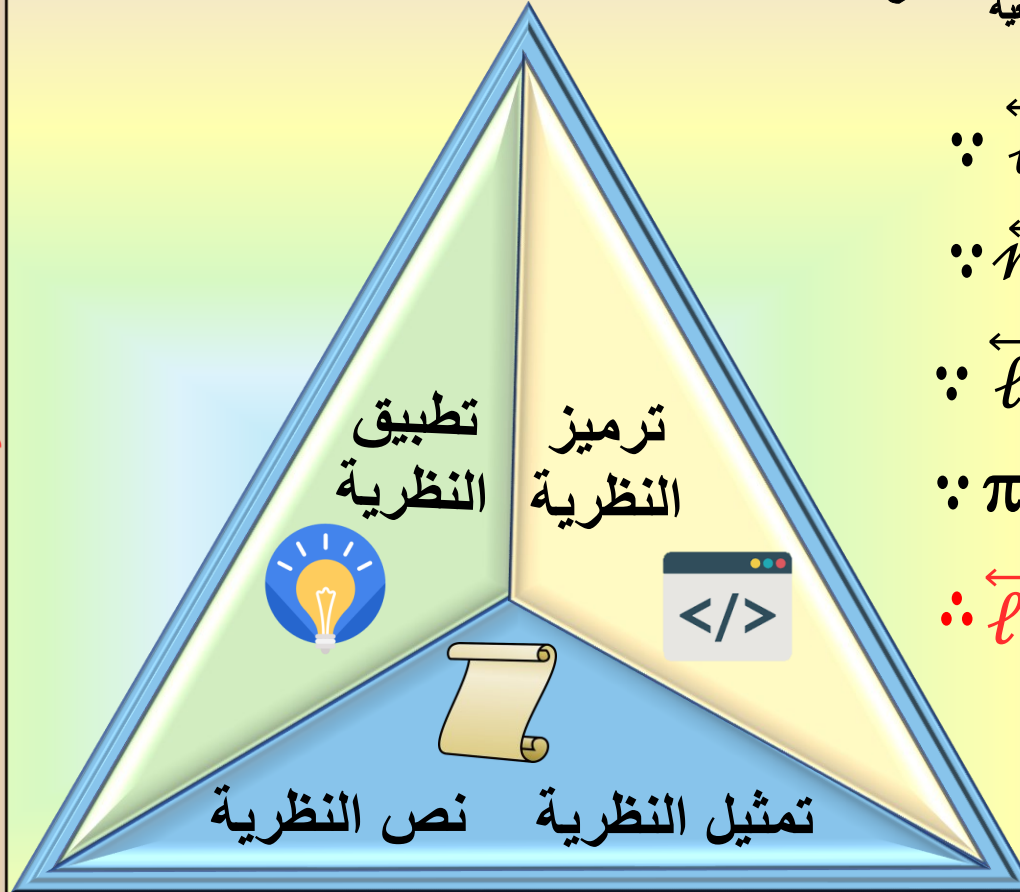 ∵
∵
∵ ℓ
∵ π
∴ ℓ
ترميز
النظرية
تطبيق
النظرية
</>
تمثيل النظرية
نص النظرية